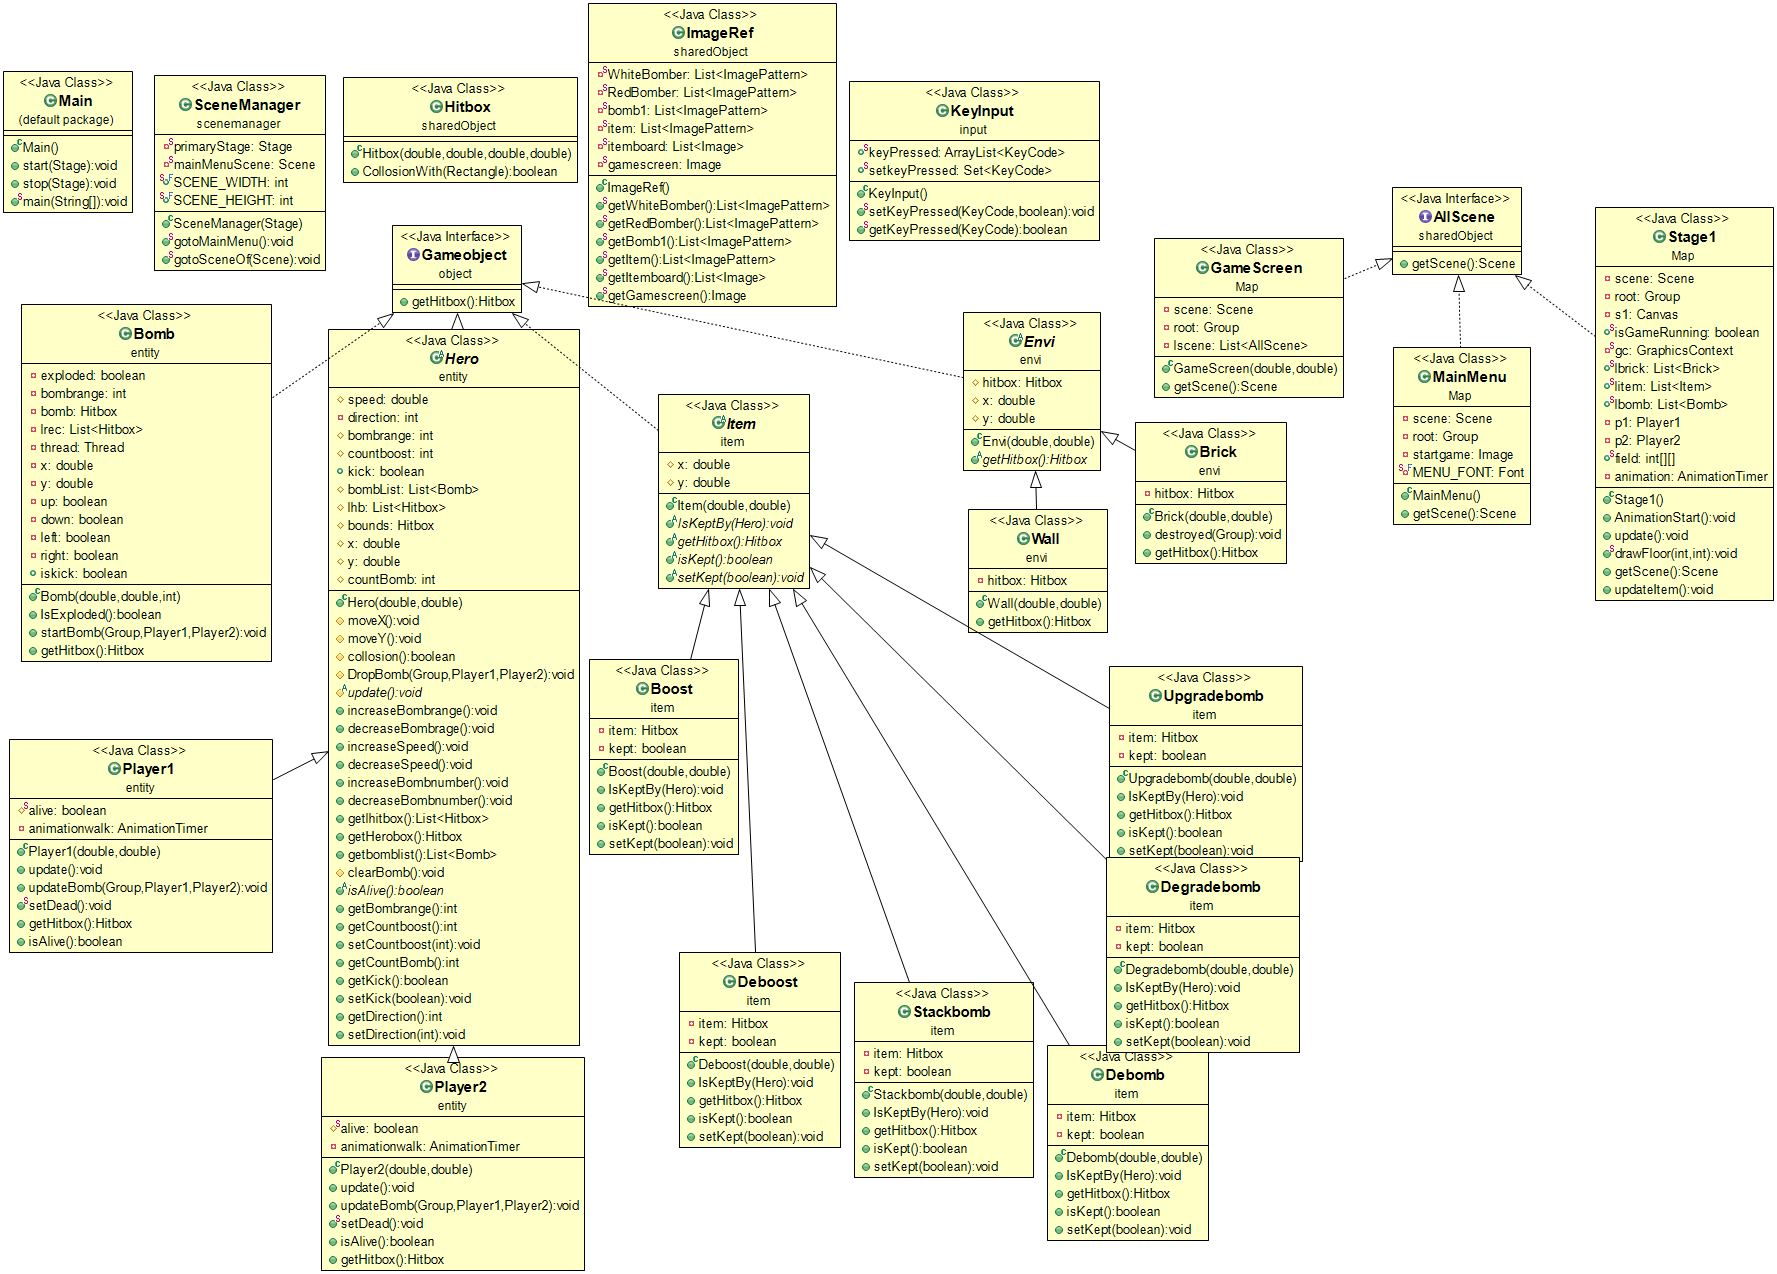 <<Java Class>>
Main
(default package)
Main()
start(Stage):void
stop(Stage):void
main(String[]):void
<<Java Class>>
SceneManager
scenemanager
primaryStage: Stage
mainMenuScene: Scene
SCENE_WIDTH: int
SCENE_HEIGHT: int
SceneManager(Stage)
gotoMainMenu():void
gotoSceneOf(Scene):void
<<Java Class>>
Hitbox
sharedObject
Hitbox(double,double,double,double)
CollosionWith(Rectangle):boolean
<<Java Class>>
ImageRef
sharedObject
WhiteBomber: List<ImagePattern>
RedBomber: List<ImagePattern>
bomb1: List<ImagePattern>
item: List<ImagePattern>
itemboard: List<Image>
gamescreen: Image
ImageRef()
getWhiteBomber():List<ImagePattern>
getRedBomber():List<ImagePattern>
getBomb1():List<ImagePattern>
getItem():List<ImagePattern>
getItemboard():List<Image>
getGamescreen():Image
<<Java Class>>
KeyInput
input
keyPressed: ArrayList<KeyCode>
setkeyPressed: Set<KeyCode>
KeyInput()
setKeyPressed(KeyCode,boolean):void
getKeyPressed(KeyCode):boolean
<<Java Interface>>
AllScene
sharedObject
getScene():Scene
<<Java Class>>
Stage1
Map
scene: Scene
root: Group
s1: Canvas
isGameRunning: boolean
gc: GraphicsContext
lbrick: List<Brick>
litem: List<Item>
lbomb: List<Bomb>
p1: Player1
p2: Player2
field: int[][]
animation: AnimationTimer
Stage1()
AnimationStart():void
update():void
drawFloor(int,int):void
getScene():Scene
updateItem():void
<<Java Interface>>
Gameobject
object
getHitbox():Hitbox
<<Java Class>>
GameScreen
Map
scene: Scene
root: Group
lscene: List<AllScene>
GameScreen(double,double)
getScene():Scene
<<Java Class>>
MainMenu
Map
scene: Scene
root: Group
startgame: Image
MENU_FONT: Font
MainMenu()
getScene():Scene
<<Java Class>>
Bomb
entity
exploded: boolean
bombrange: int
bomb: Hitbox
lrec: List<Hitbox>
thread: Thread
x: double
y: double
up: boolean
down: boolean
left: boolean
right: boolean
iskick: boolean
Bomb(double,double,int)
IsExploded():boolean
startBomb(Group,Player1,Player2):void
getHitbox():Hitbox
<<Java Class>>
Hero
entity
speed: double
direction: int
bombrange: int
countboost: int
kick: boolean
bombList: List<Bomb>
lhb: List<Hitbox>
bounds: Hitbox
x: double
y: double
countBomb: int
Hero(double,double)
moveX():void
moveY():void
collosion():boolean
DropBomb(Group,Player1,Player2):void
update():void
increaseBombrange():void
decreaseBombrage():void
increaseSpeed():void
decreaseSpeed():void
increaseBombnumber():void
decreaseBombnumber():void
getlhitbox():List<Hitbox>
getHerobox():Hitbox
getbomblist():List<Bomb>
clearBomb():void
isAlive():boolean
getBombrange():int
getCountboost():int
setCountboost(int):void
getCountBomb():int
getKick():boolean
setKick(boolean):void
getDirection():int
setDirection(int):void
<<Java Class>>
Item
item
x: double
y: double
Item(double,double)
IsKeptBy(Hero):void
getHitbox():Hitbox
isKept():boolean
setKept(boolean):void
<<Java Class>>
Envi
envi
hitbox: Hitbox
x: double
y: double
Envi(double,double)
getHitbox():Hitbox
<<Java Class>>
Brick
envi
hitbox: Hitbox
Brick(double,double)
destroyed(Group):void
getHitbox():Hitbox
<<Java Class>>
Wall
envi
hitbox: Hitbox
Wall(double,double)
getHitbox():Hitbox
<<Java Class>>
Player1
entity
alive: boolean
animationwalk: AnimationTimer
Player1(double,double)
update():void
updateBomb(Group,Player1,Player2):void
setDead():void
getHitbox():Hitbox
isAlive():boolean
<<Java Class>>
Player2
entity
alive: boolean
animationwalk: AnimationTimer
Player2(double,double)
update():void
updateBomb(Group,Player1,Player2):void
setDead():void
isAlive():boolean
getHitbox():Hitbox
<<Java Class>>
Boost
item
item: Hitbox
kept: boolean
Boost(double,double)
IsKeptBy(Hero):void
getHitbox():Hitbox
isKept():boolean
setKept(boolean):void
<<Java Class>>
Upgradebomb
item
item: Hitbox
kept: boolean
Upgradebomb(double,double)
IsKeptBy(Hero):void
getHitbox():Hitbox
isKept():boolean
setKept(boolean):void
<<Java Class>>
Degradebomb
item
item: Hitbox
kept: boolean
Degradebomb(double,double)
IsKeptBy(Hero):void
getHitbox():Hitbox
isKept():boolean
setKept(boolean):void
<<Java Class>>
Deboost
item
item: Hitbox
kept: boolean
Deboost(double,double)
IsKeptBy(Hero):void
getHitbox():Hitbox
isKept():boolean
setKept(boolean):void
<<Java Class>>
Stackbomb
item
item: Hitbox
kept: boolean
Stackbomb(double,double)
IsKeptBy(Hero):void
getHitbox():Hitbox
isKept():boolean
setKept(boolean):void
<<Java Class>>
Debomb
item
item: Hitbox
kept: boolean
Debomb(double,double)
IsKeptBy(Hero):void
getHitbox():Hitbox
isKept():boolean
setKept(boolean):void